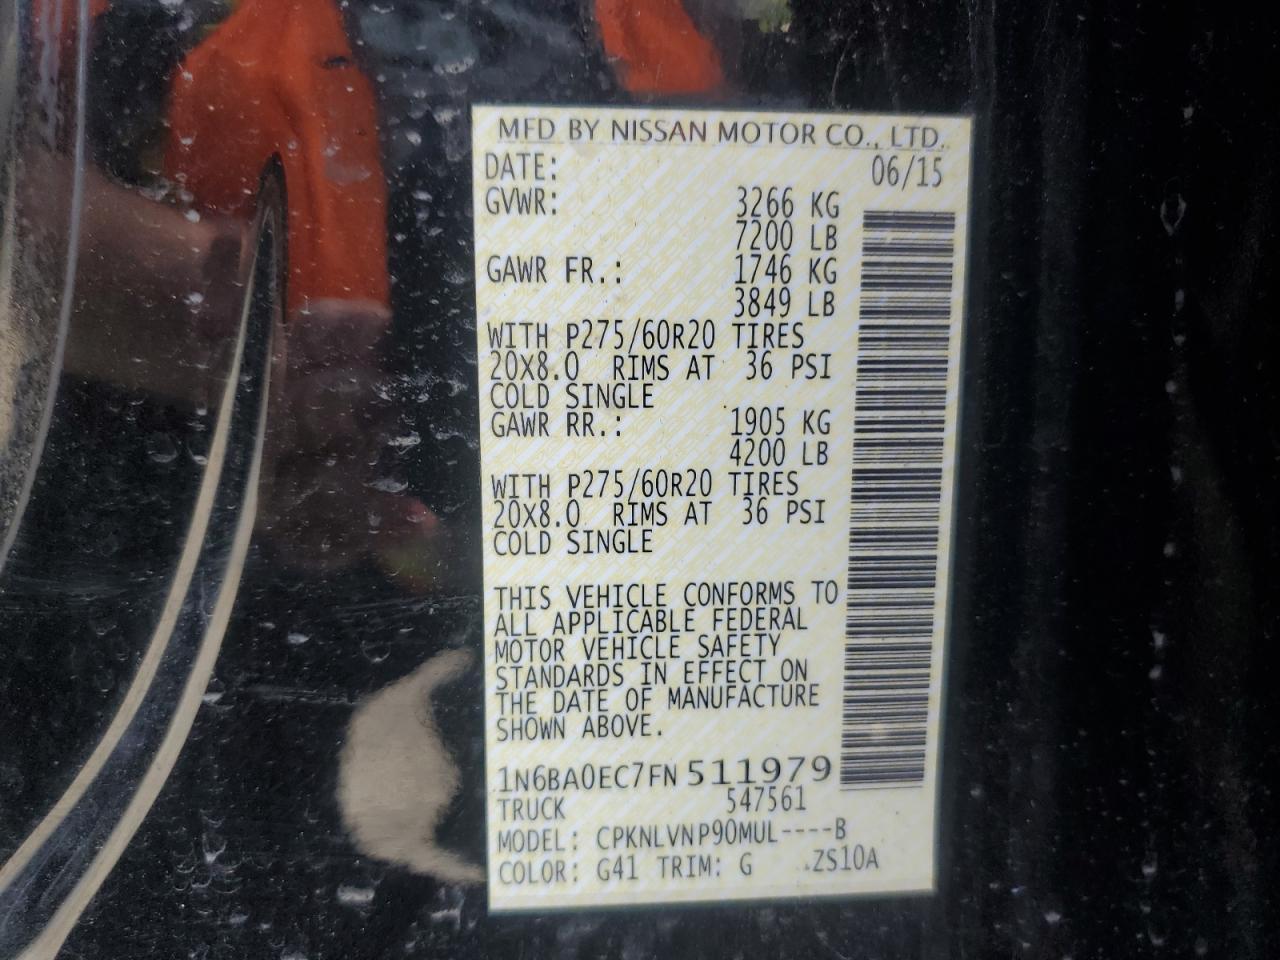 MFD BY NISSAN MOTOR CO., LTD.
DATE: 06/15
GVWR: 3266 KG
7200 LB
GAWR FR.: 1746 KG
3849 LB
WITH P275/60R20 TIRES
20X8.0 RIMS AT 36 PSI
COLD SINGLE
GAWR RR.: 1905 KG
4200 LB
WITH P275/60R20 TIRES
20X8.0 RIMS AT 36 PSI
COLD SINGLE
THIS VEHICLE CONFORMS TO
ALL APPLICABLE FEDERAL
MOTOR VEHICLE SAFETY
STANDARDS IN EFFECT ON
THE DATE OF MANUFACTURE
SHOWN ABOVE.
1N6BA0EC7FN511979
TRUCK 547561
MODEL: CPKNLVNP90MUL----B
COLOR: G41 TRIM: G ZS10A